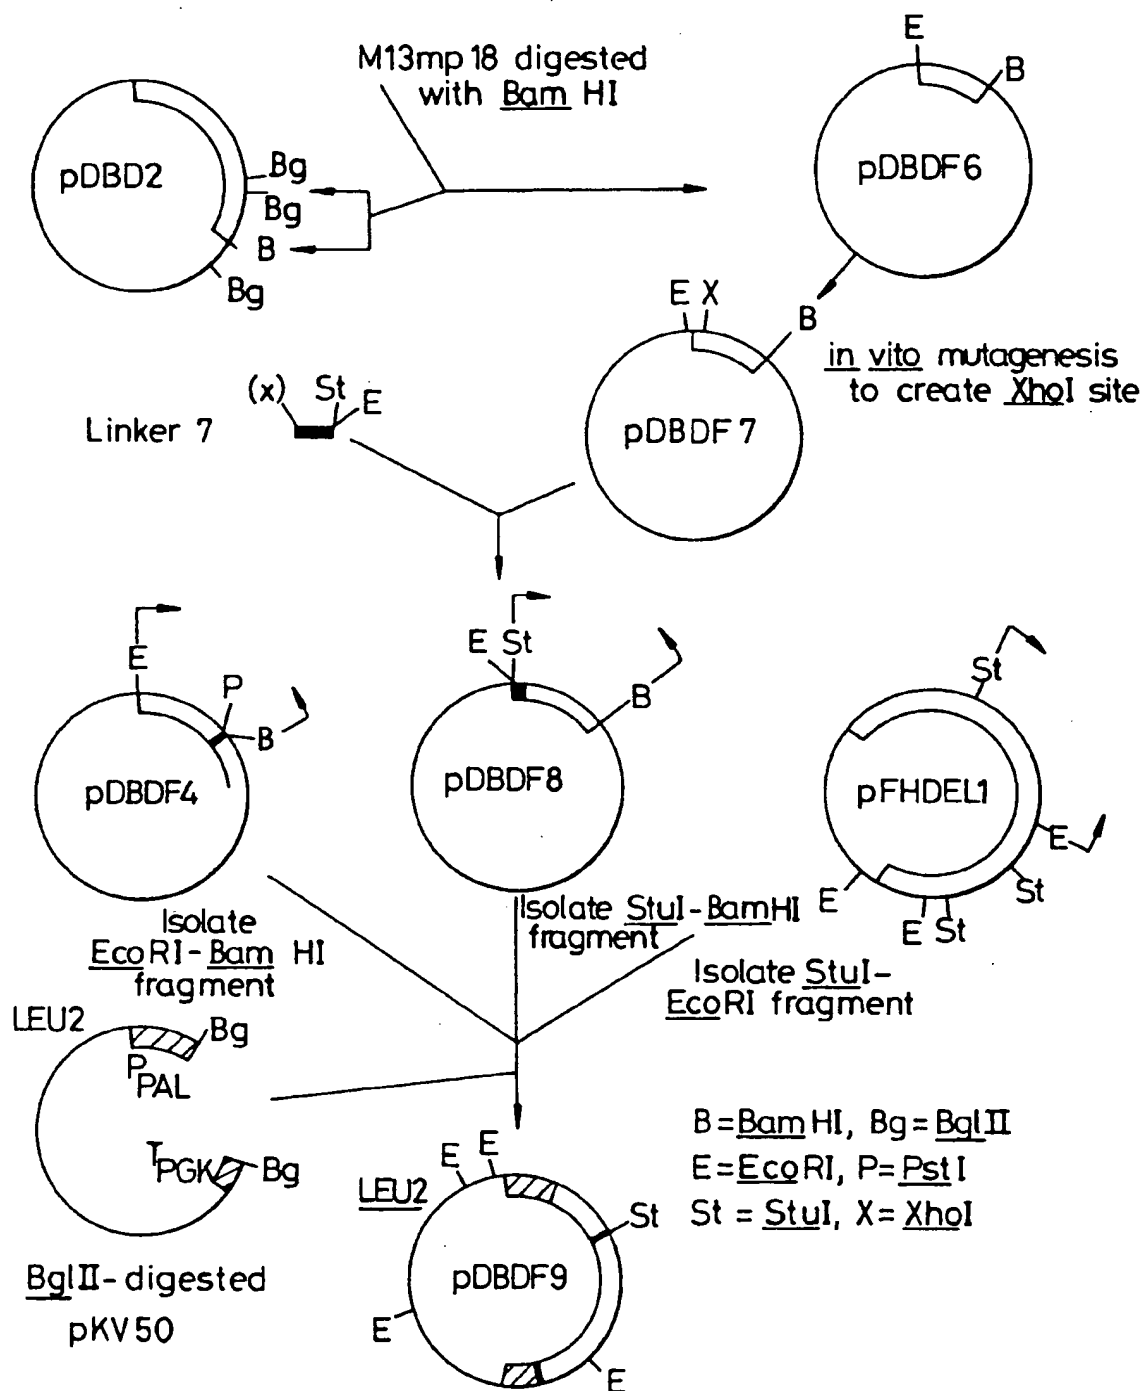 M13mp 18 digested
with Bam HI
E
B
pDBD2
Bg
Bg
B
Bg
pDBDF6
E X
B
in vito mutagenesis
to create XhoI site
(x)
St
E
Linker 7
pDBDF7
E
P
B
pDBDF4
E St
B
pDBDF8
St
E
St
E St
E
pFHDEL1
Isolate
EcoRI-Bam HI
fragment
Isolate StuI-BamHI
fragment
Isolate StuI-
EcoRI fragment
LEU2
Bg
PPAL
TPGK
Bg
BglII-digested
pKV50
E
E
LEU2
St
pDBDF9
E
E
B=BamHI, Bg=BglII
E=EcoRI, P=PstI
St = StuI, X=XhoI